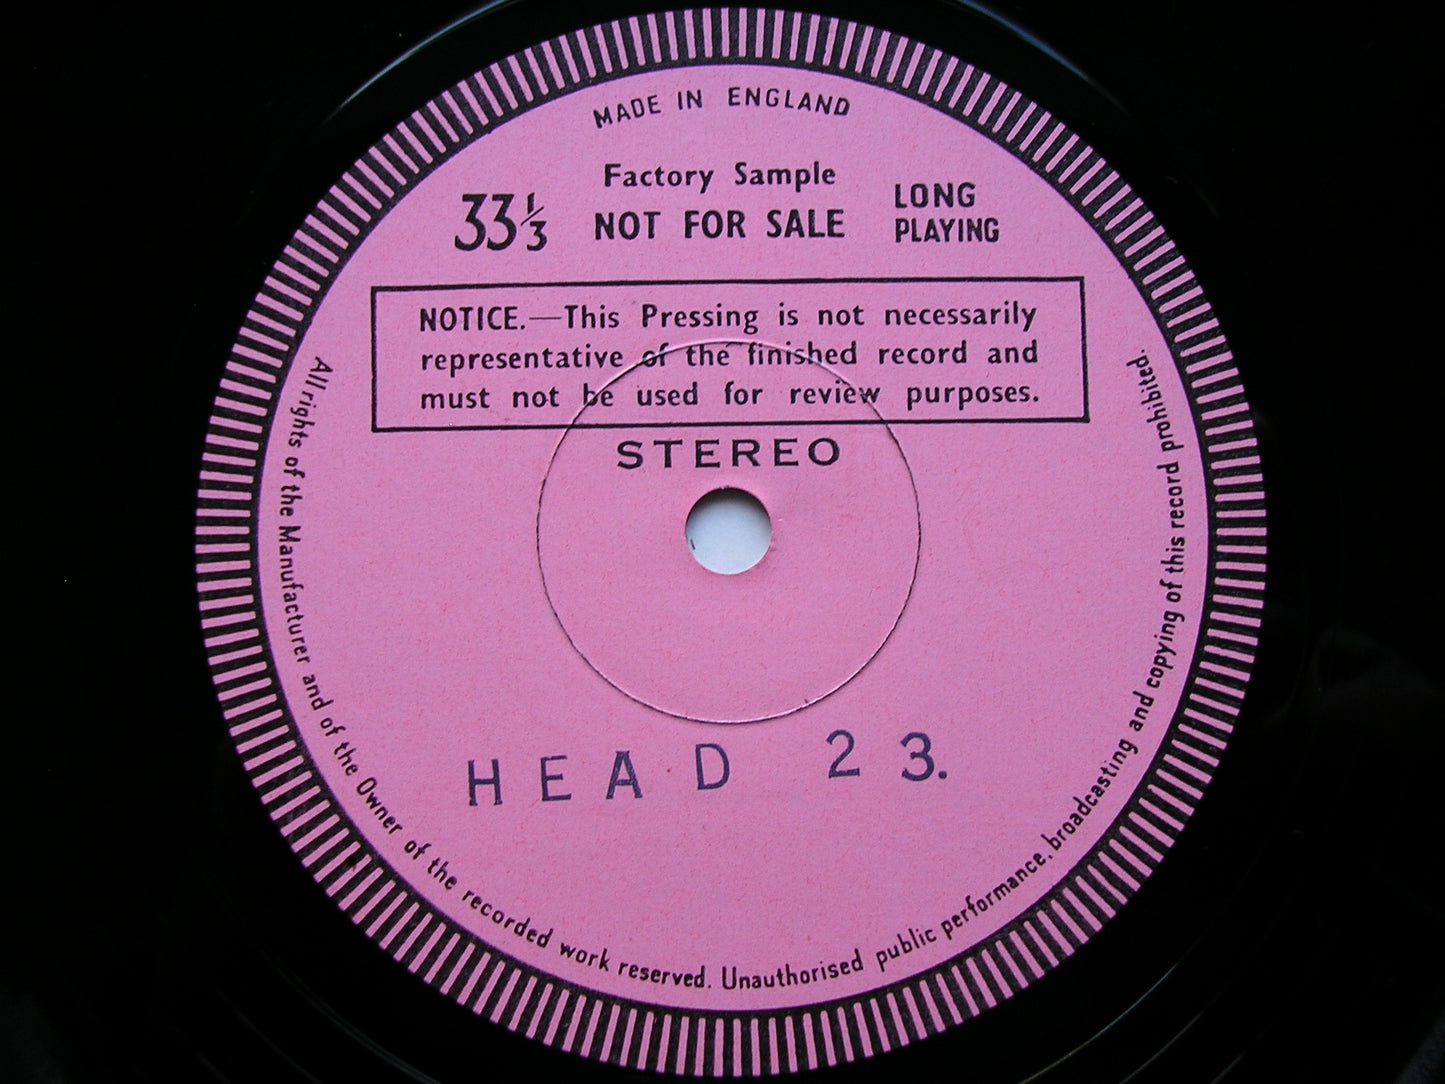 MADE IN ENGLAND
Factory Sample
33 1/3
NOT FOR SALE
LONG
PLAYING
NOTICE.—This Pressing is not necessarily
representative of the finished record and
must not be used for review purposes.
STEREO
HEAD 23.
All rights of the Manufacturer and of the Owner of the recorded work reserved. Unauthorised public performance, broadcasting and copying of this record prohibited.